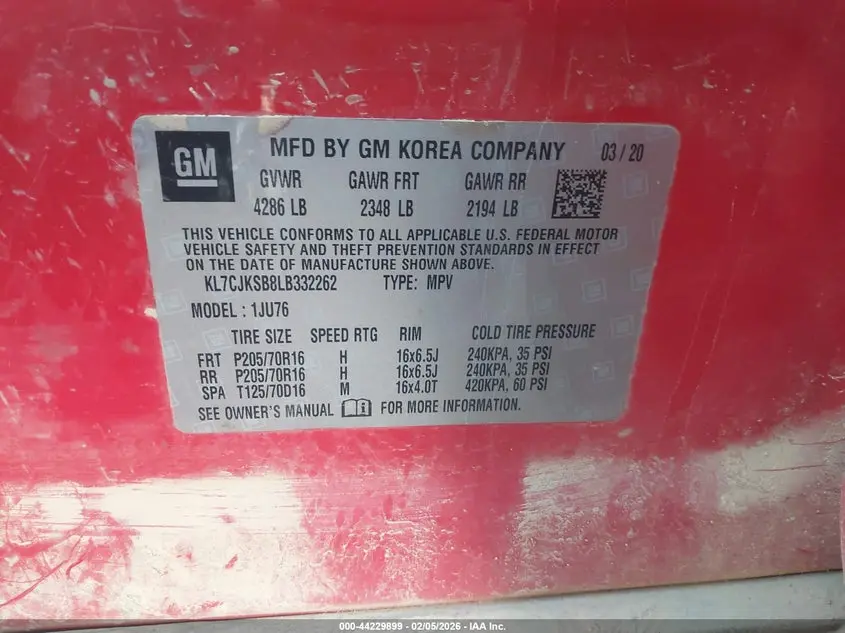 GM MFD BY GM KOREA COMPANY 03/20
GVWR GAWR FRT GAWR RR
4286 LB 2348 LB 2194 LB
THIS VEHICLE CONFORMS TO ALL APPLICABLE U.S. FEDERAL MOTOR
VEHICLE SAFETY AND THEFT PREVENTION STANDARDS IN EFFECT
ON THE DATE OF MANUFACTURE SHOWN ABOVE.
KL7CJKSB8LB332262 TYPE: MPV
MODEL: 1JU76
TIRE SIZE SPEED RTG RIM COLD TIRE PRESSURE
FRT P205/70R16 H 16x6.5J 240KPA, 35 PSI
RR P205/70R16 H 16x6.5J 240KPA, 35 PSI
SPA T125/70D16 M 16x4.0T 420KPA, 60 PSI
SEE OWNER'S MANUAL FOR MORE INFORMATION.
000-44229899 - 02/05/2026 - IAA Inc.